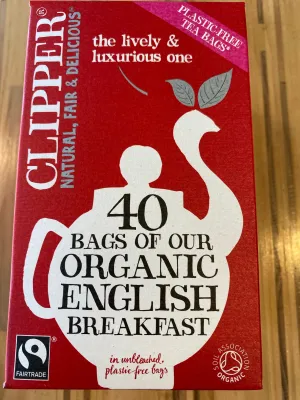 PLASTIC-FREE
TEA BAGS*
CLIPPER®
NATURAL, FAIR & DELICIOUS®
the lively &
luxurious one
40
BAGS OF OUR
ORGANIC
ENGLISH
BREAKFAST
in unbleached,
plastic-free bags
FAIRTRADE
SOIL ASSOCIATION
ORGANIC